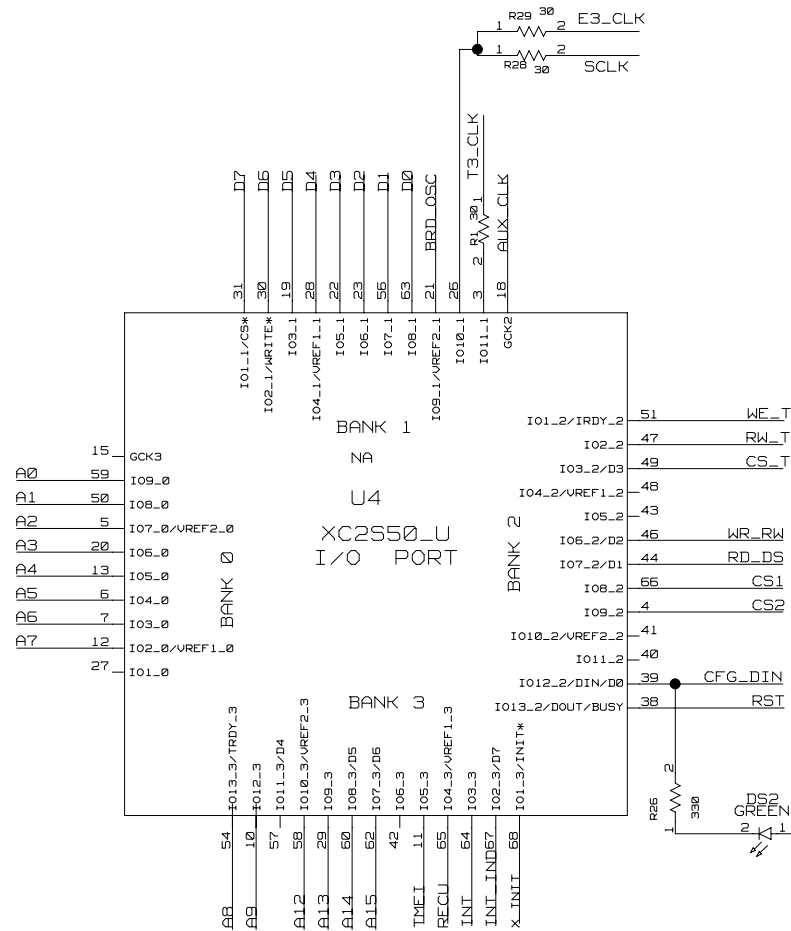 R29 30
1 2 E3_CLK
1 2 SCLK
R28 30
D7
D6
D5
D4
D3
D2
D1
D0
BRD_OSC
T3_CLK
R1 30
1
2
AUX_CLK
31
30
19
28
22
23
56
63
21
26
3
18
IO1_1/CS*
IO2_1/WRITE*
IO3_1
IO4_1/VREF1_1
IO5_1
IO6_1
IO7_1
IO8_1
IO9_1/VREF2_1
IO10_1
IO11_1
GCK2
BANK 1
NA
U4
XC2S50_U
I/O PORT
BANK 0
BANK 2
BANK 3
15 GCK3
A0 59 IO9_0
A1 50 IO8_0
A2 5 IO7_0/VREF2_0
A3 20 IO6_0
A4 13 IO5_0
A5 6 IO4_0
A6 7 IO3_0
A7 12 IO2_0/VREF1_0
27 IO1_0
IO1_2/IRDY_2 51 WE_T
IO2_2 47 RW_T
IO3_2/D3 49 CS_T
IO4_2/VREF1_2 48
IO5_2 43
IO6_2/D2 46 WR_RW
IO7_2/D1 44 RD_DS
IO8_2 66 CS1
IO9_2 4 CS2
IO10_2/VREF2_2 41
IO11_2 40
IO12_2/DIN/D0 39 CFG_DIN
IO13_2/DOUT/BUSY 38 RST
2
R26 330
1
DS2
GREEN
2 1
IO13_3/TRDY_3
IO12_3
IO11_3/D4
IO10_3/VREF2_3
IO9_3
IO8_3/D5
IO7_3/D6
IO6_3
IO5_3
IO4_3/VREF1_3
IO3_3
IO2_3/D7
IO1_3/INIT*
54
10
57
58
29
60
62
42
11
65
64
67
68
A8
A9
A12
A13
A14
A15
TMEI
RECU
INT
INT_IND
X_INIT